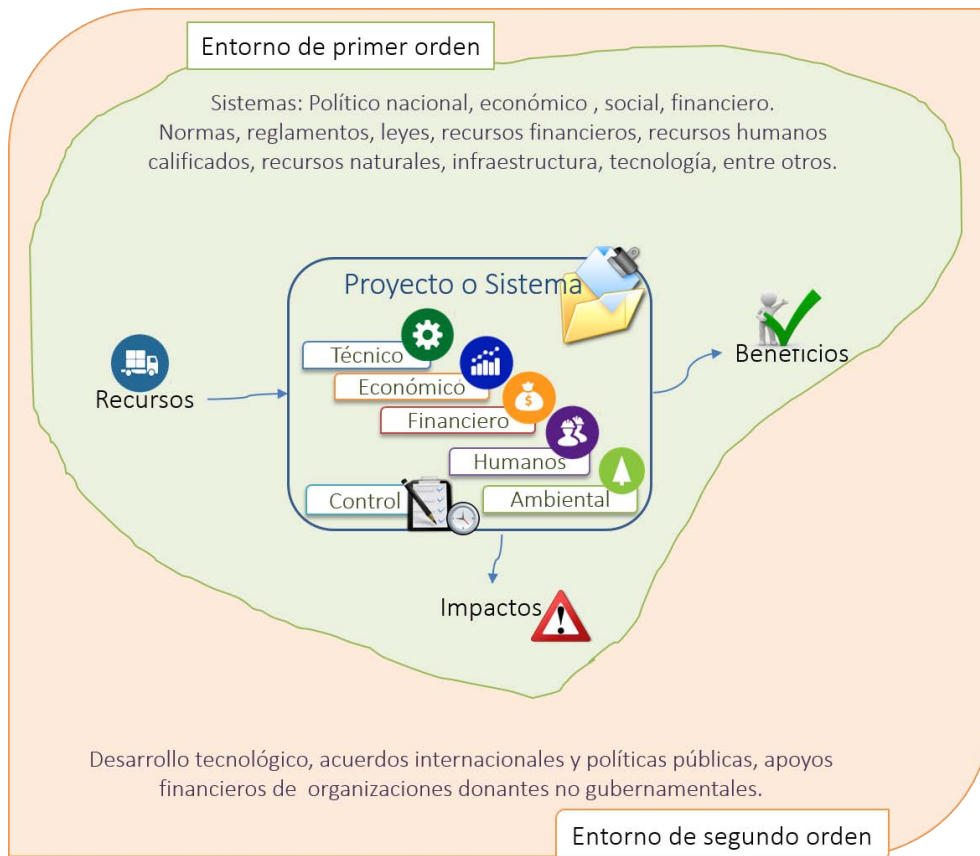 Entorno de primer orden
Sistemas: Político nacional, económico , social, financiero.
Normas, reglamentos, leyes, recursos financieros, recursos humanos
calificados, recursos naturales, infraestructura, tecnología, entre otros.
Proyecto o Sistema
Técnico
Económico
Financiero
Humanos
Control
Ambiental
Recursos
Beneficios
Impactos
Desarrollo tecnológico, acuerdos internacionales y políticas públicas, apoyos
financieros de organizaciones donantes no gubernamentales.
Entorno de segundo orden